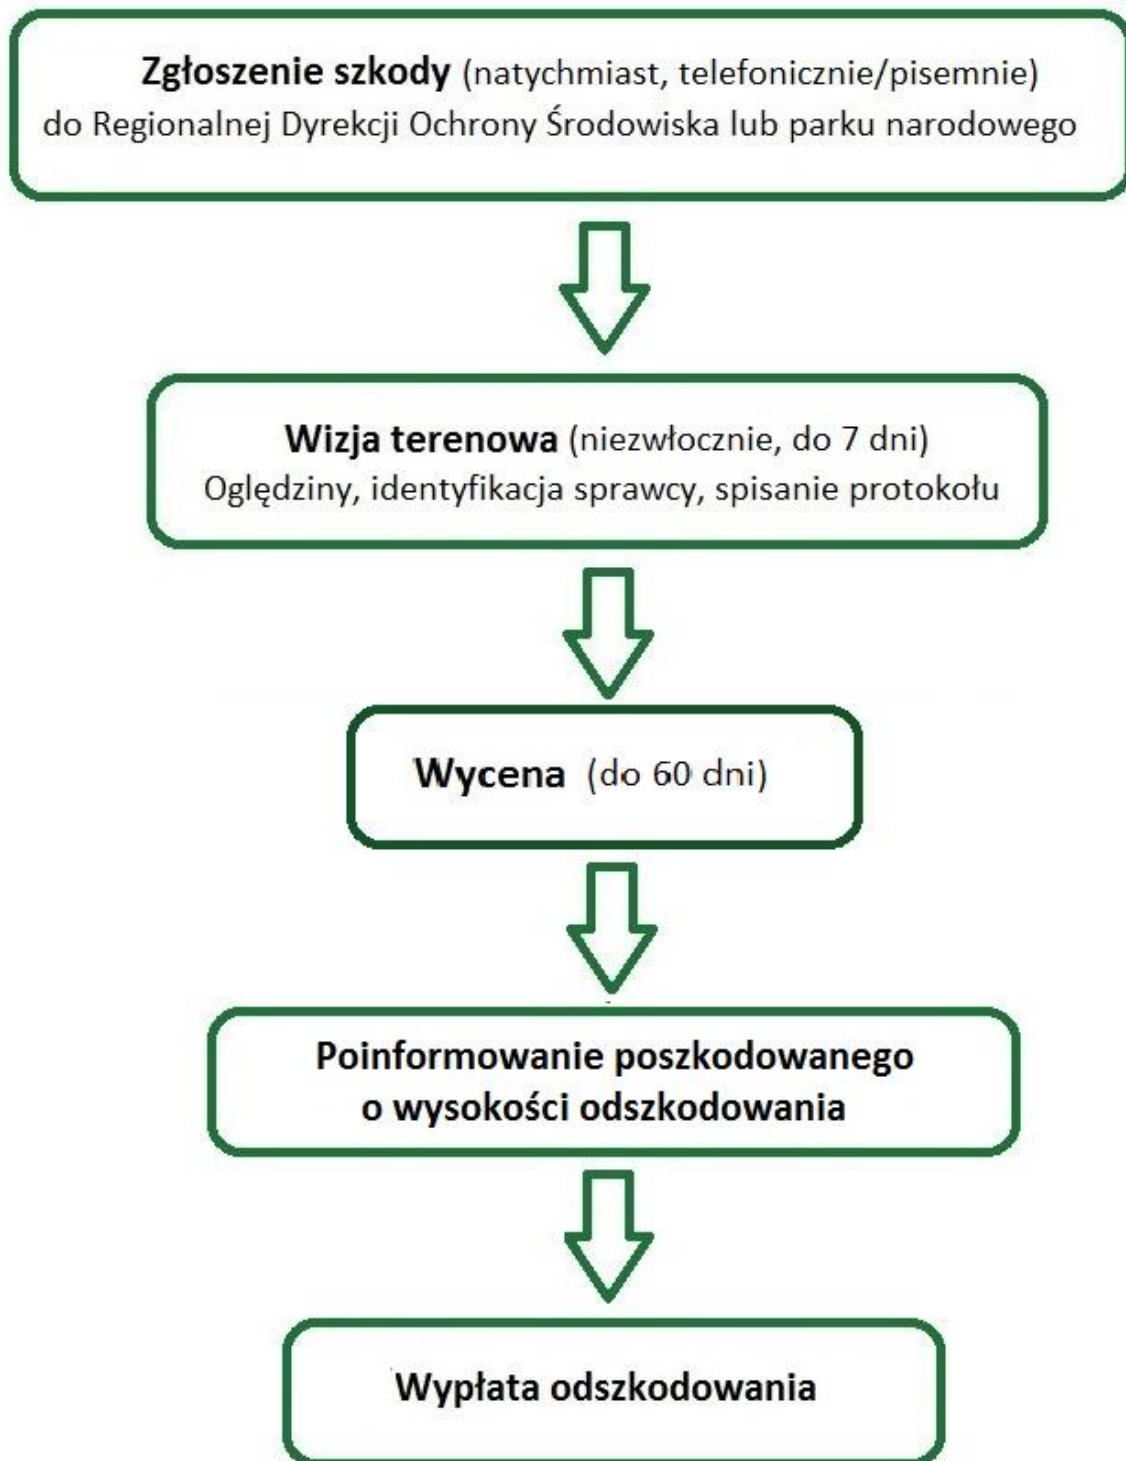 Zgłoszenie szkody (natychmiast, telefonicznie/pisemnie)
do Regionalnej Dyrekcji Ochrony Środowiska lub parku narodowego
Wizja terenowa (niezwłocznie, do 7 dni)
Oględziny, identyfikacja sprawcy, spisanie protokołu
Wycena (do 60 dni)
Poinformowanie poszkodowanego
o wysokości odszkodowania
Wypłata odszkodowania